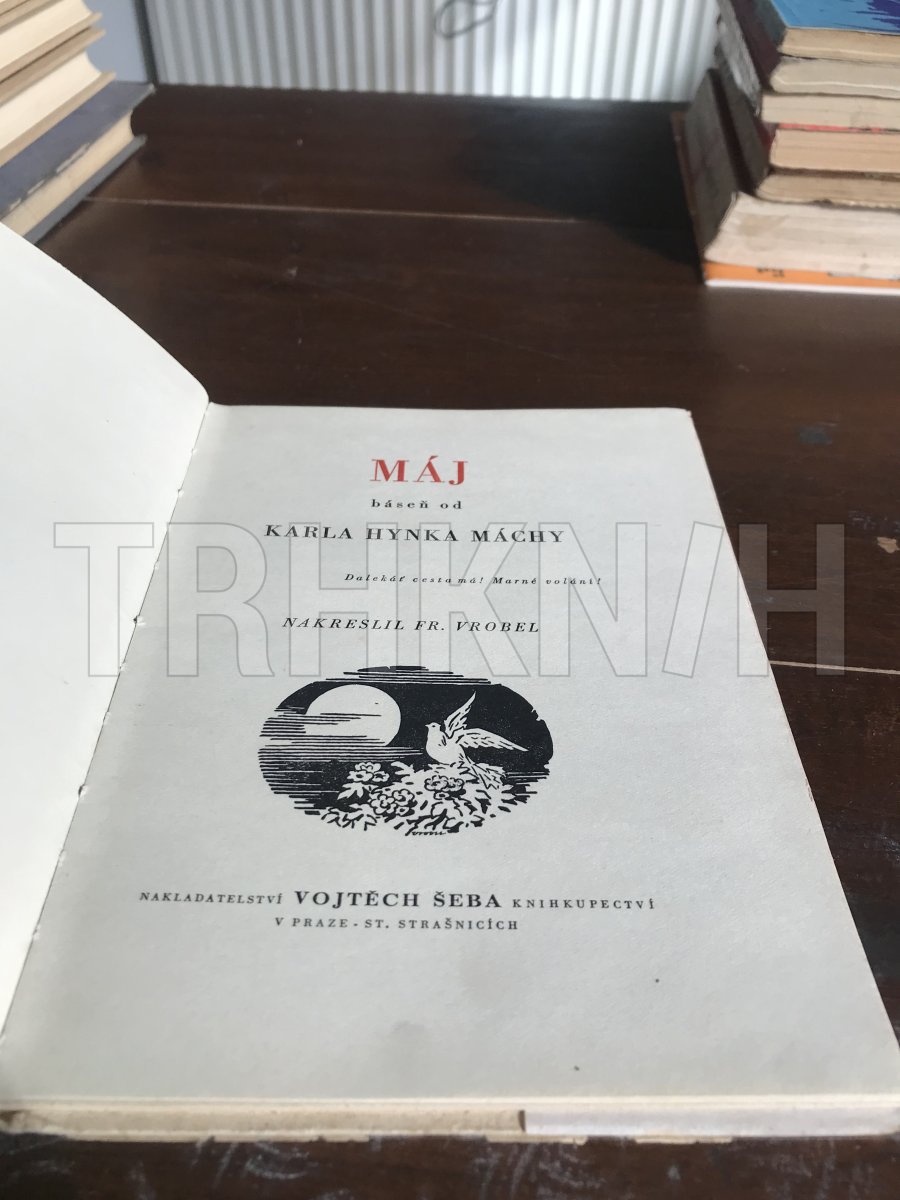 MÁJ
báseň od
KARLA HYNKA MÁCHY
Dalekáť cesta má! Marné volání!
NAKRESLIL FR. VROBEL
NAKLADATELSTVÍ VOJTĚCH ŠEBA KNIHKUPECTVÍ
V PRAZE - ST. STRAŠNICÍCH
TRHKNIH